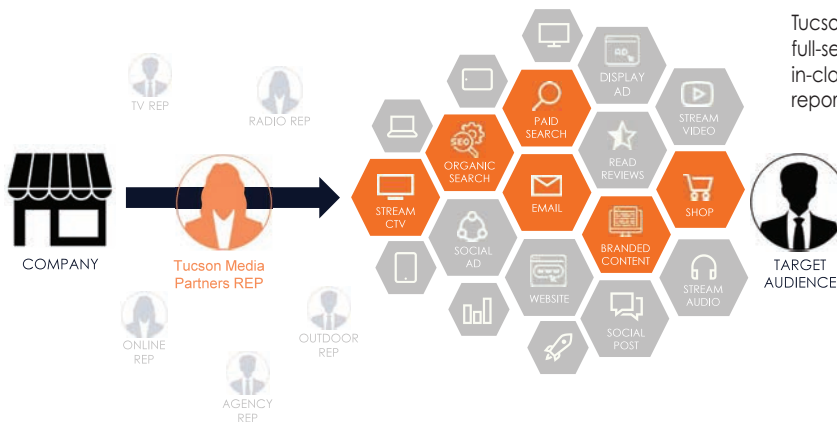 Tucso
full-se
in-cla
repor
TV REP
RADIO REP
COMPANY
Tucson Media
Partners REP
ONLINE
REP
OUTDOOR
REP
AGENCY
REP
AD
DISPLAY
AD
PAID
SEARCH
STREAM
VIDEO
SEO
ORGANIC
SEARCH
READ
REVIEWS
STREAM
CTV
EMAIL
SHOP
SOCIAL
AD
BRANDED
CONTENT
WEBSITE
STREAM
AUDIO
SOCIAL
POST
TARGET
AUDIENCE